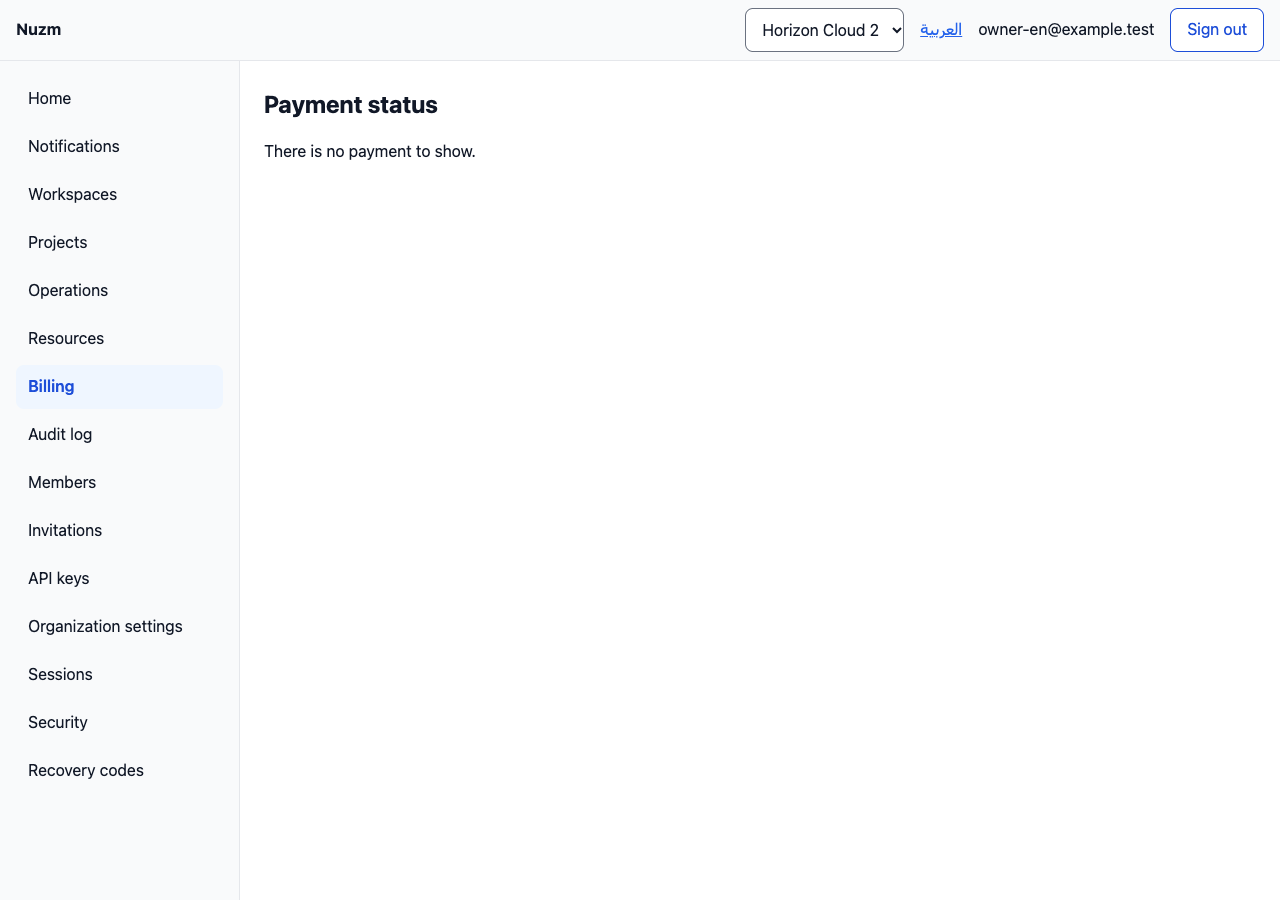 Nuzm
Horizon Cloud 2
العربية
owner-en@example.test
Sign out
Home
Notifications
Workspaces
Projects
Operations
Resources
Billing
Audit log
Members
Invitations
API keys
Organization settings
Sessions
Security
Recovery codes
Payment status
There is no payment to show.